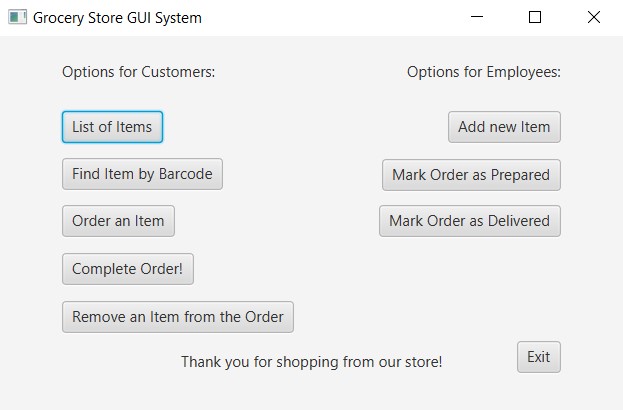 Grocery Store GUI System
Options for Customers:
Options for Employees:
List of Items
Add new Item
Find Item by Barcode
Mark Order as Prepared
Order an Item
Mark Order as Delivered
Complete Order!
Remove an Item from the Order
Thank you for shopping from our store!
Exit